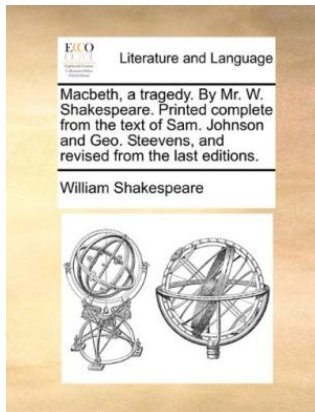 ECCO
Literature and Language
Macbeth, a tragedy. By Mr. W.
Shakespeare. Printed complete
from the text of Sam. Johnson
and Geo. Steevens, and
revised from the last editions.
William Shakespeare